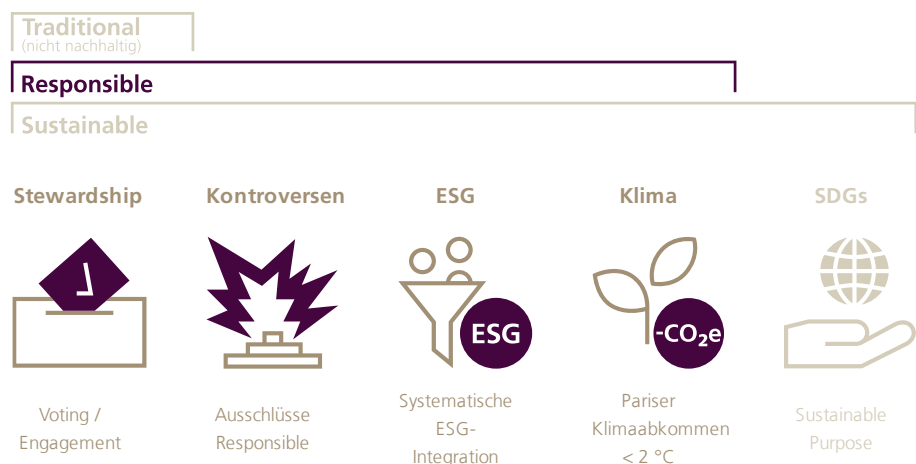 Traditional
(nicht nachhaltig)
Responsible
Sustainable
Stewardship
Kontroversen
ESG
Klima
SDGs
ESG
-CO₂e
Voting /
Engagement
Ausschlüsse
Responsible
Systematische
ESG-
Integration
Pariser
Klimaabkommen
< 2 °C
Sustainable
Purpose